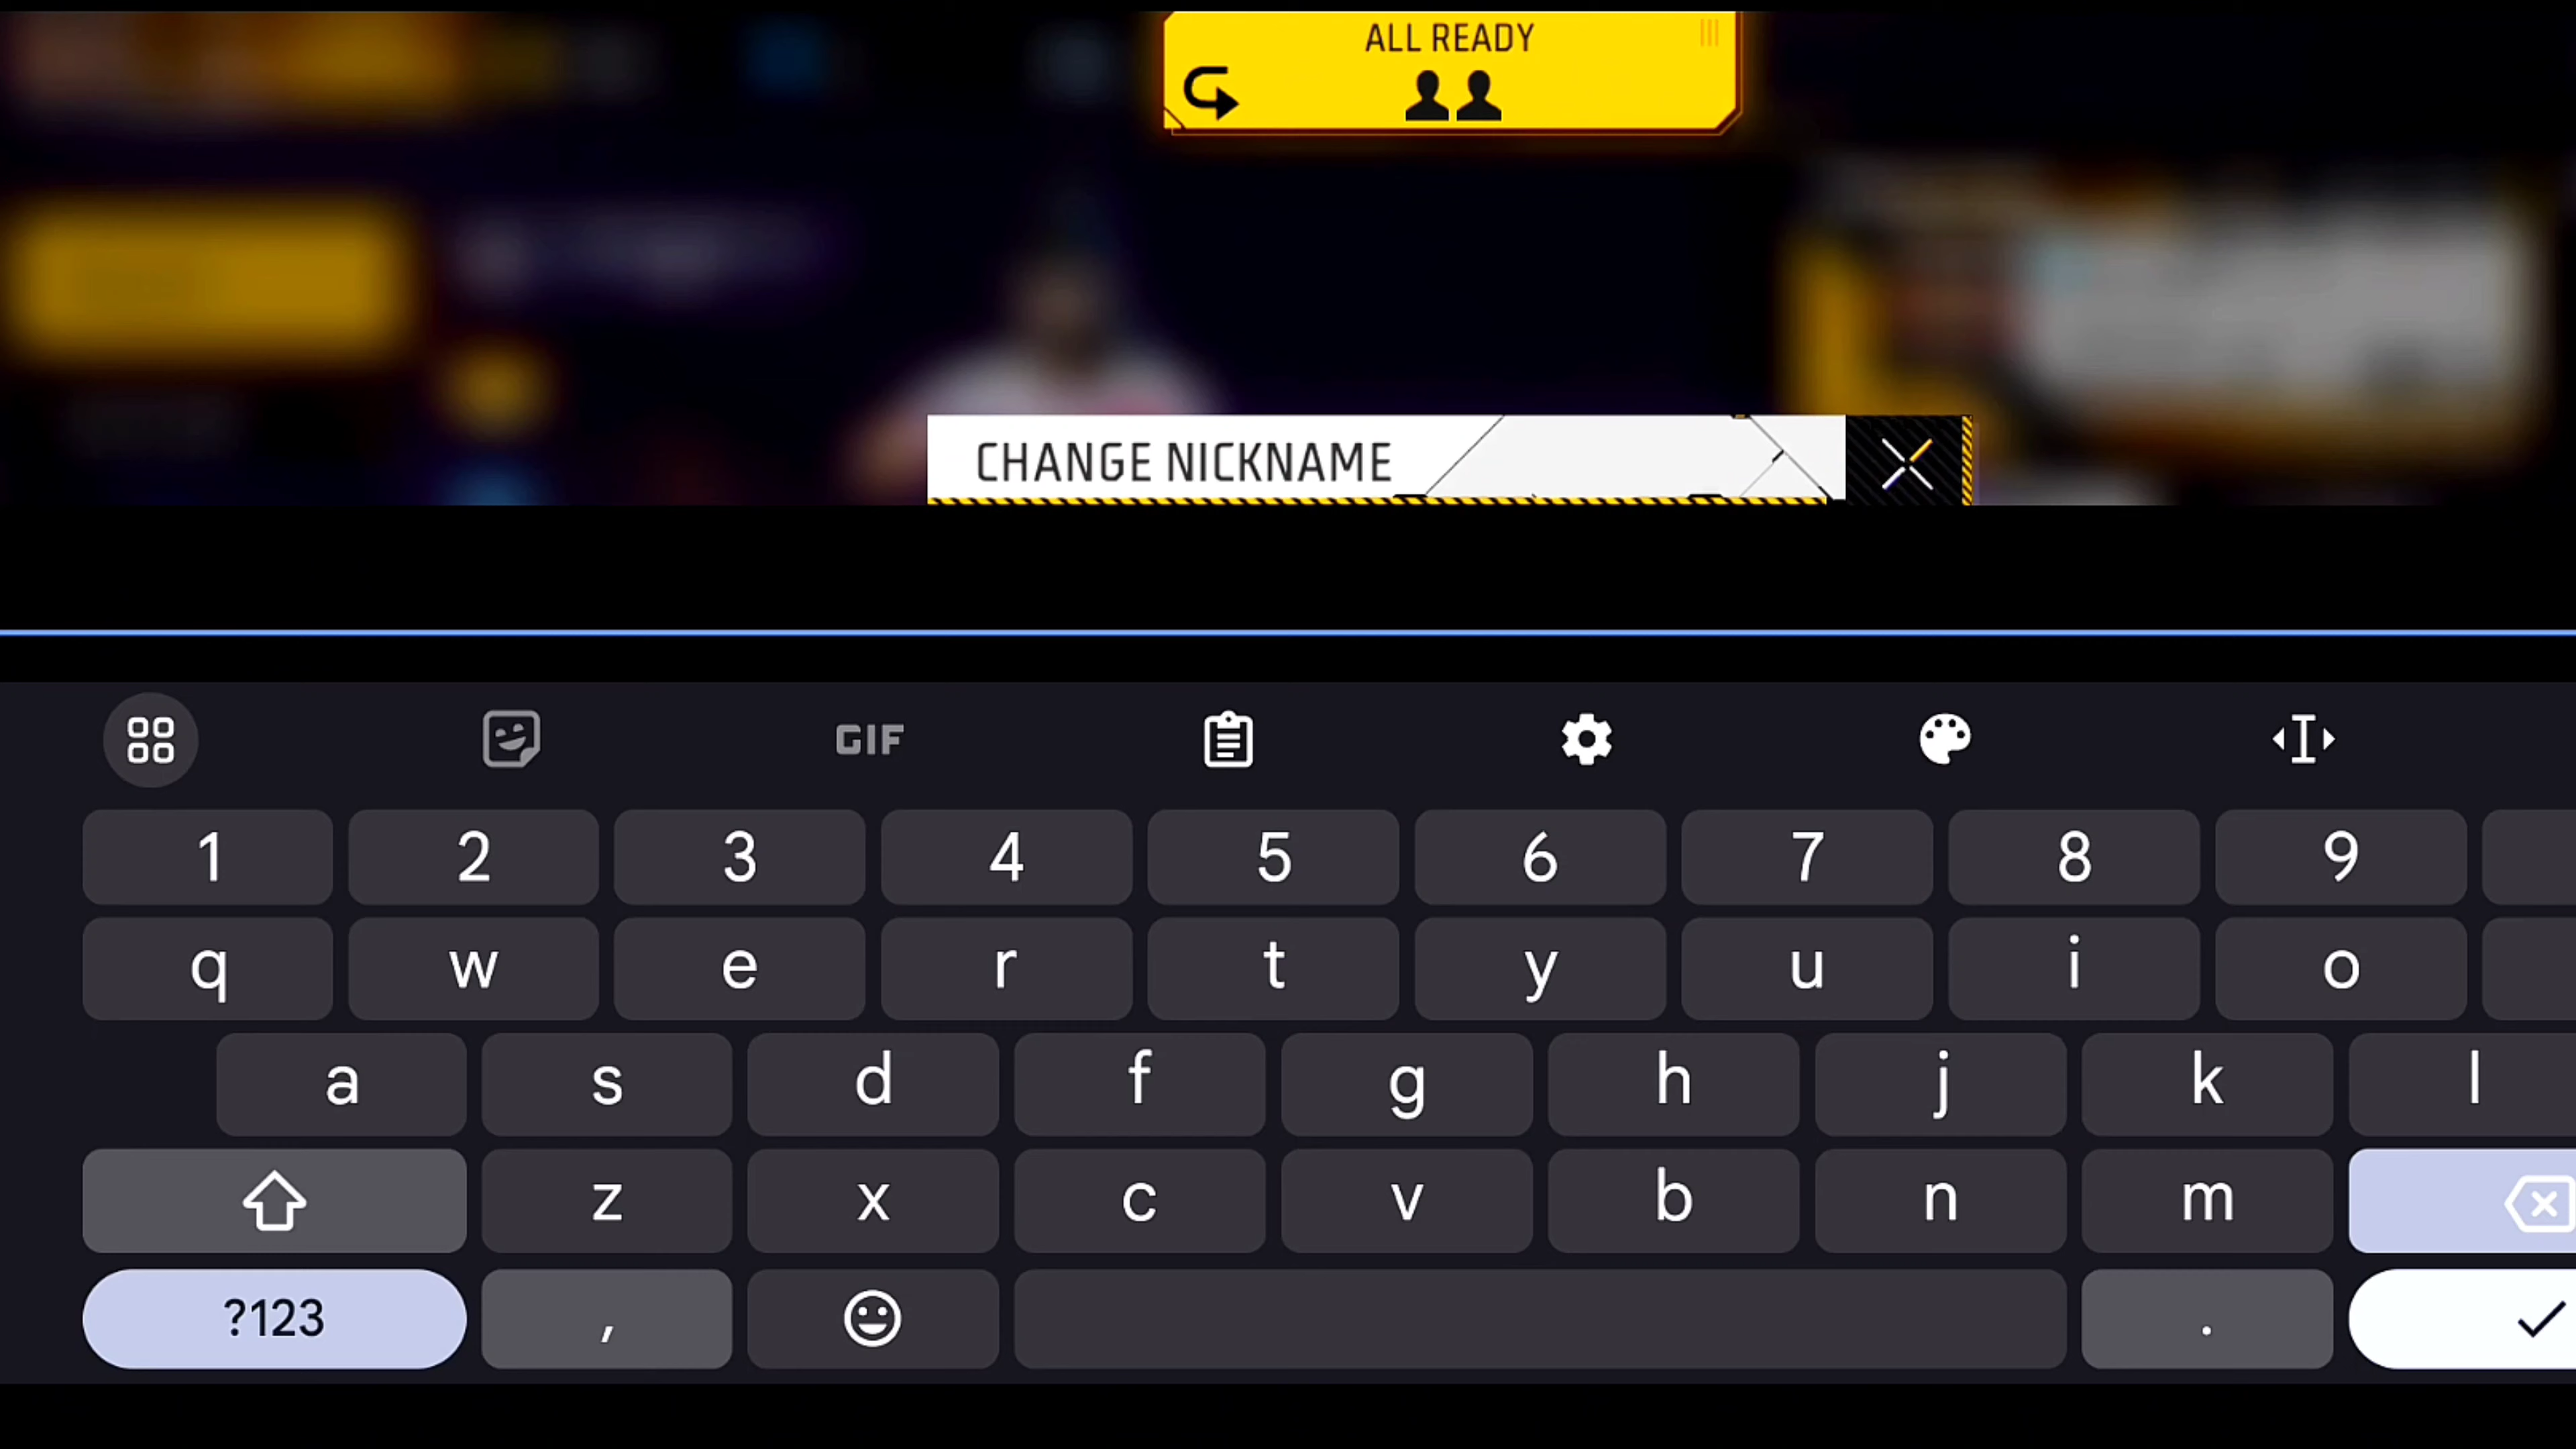 ALL READY
CHANGE NICKNAME
GIF
1 2 3 4 5 6 7 8 9
q w e r t y u i o
a s d f g h j k l
z x c v b n m
?123 , .